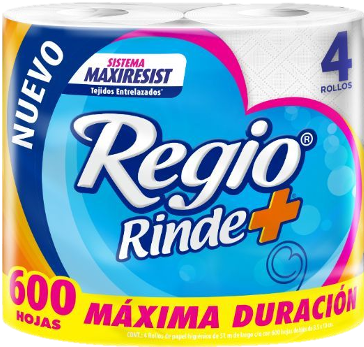 NUEVO
SISTEMA
MAXIRESIST
Tejidos Entrelazados*
4
ROLLOS
Regio®
Rinde+
600
HOJAS
MÁXIMA DURACIÓN